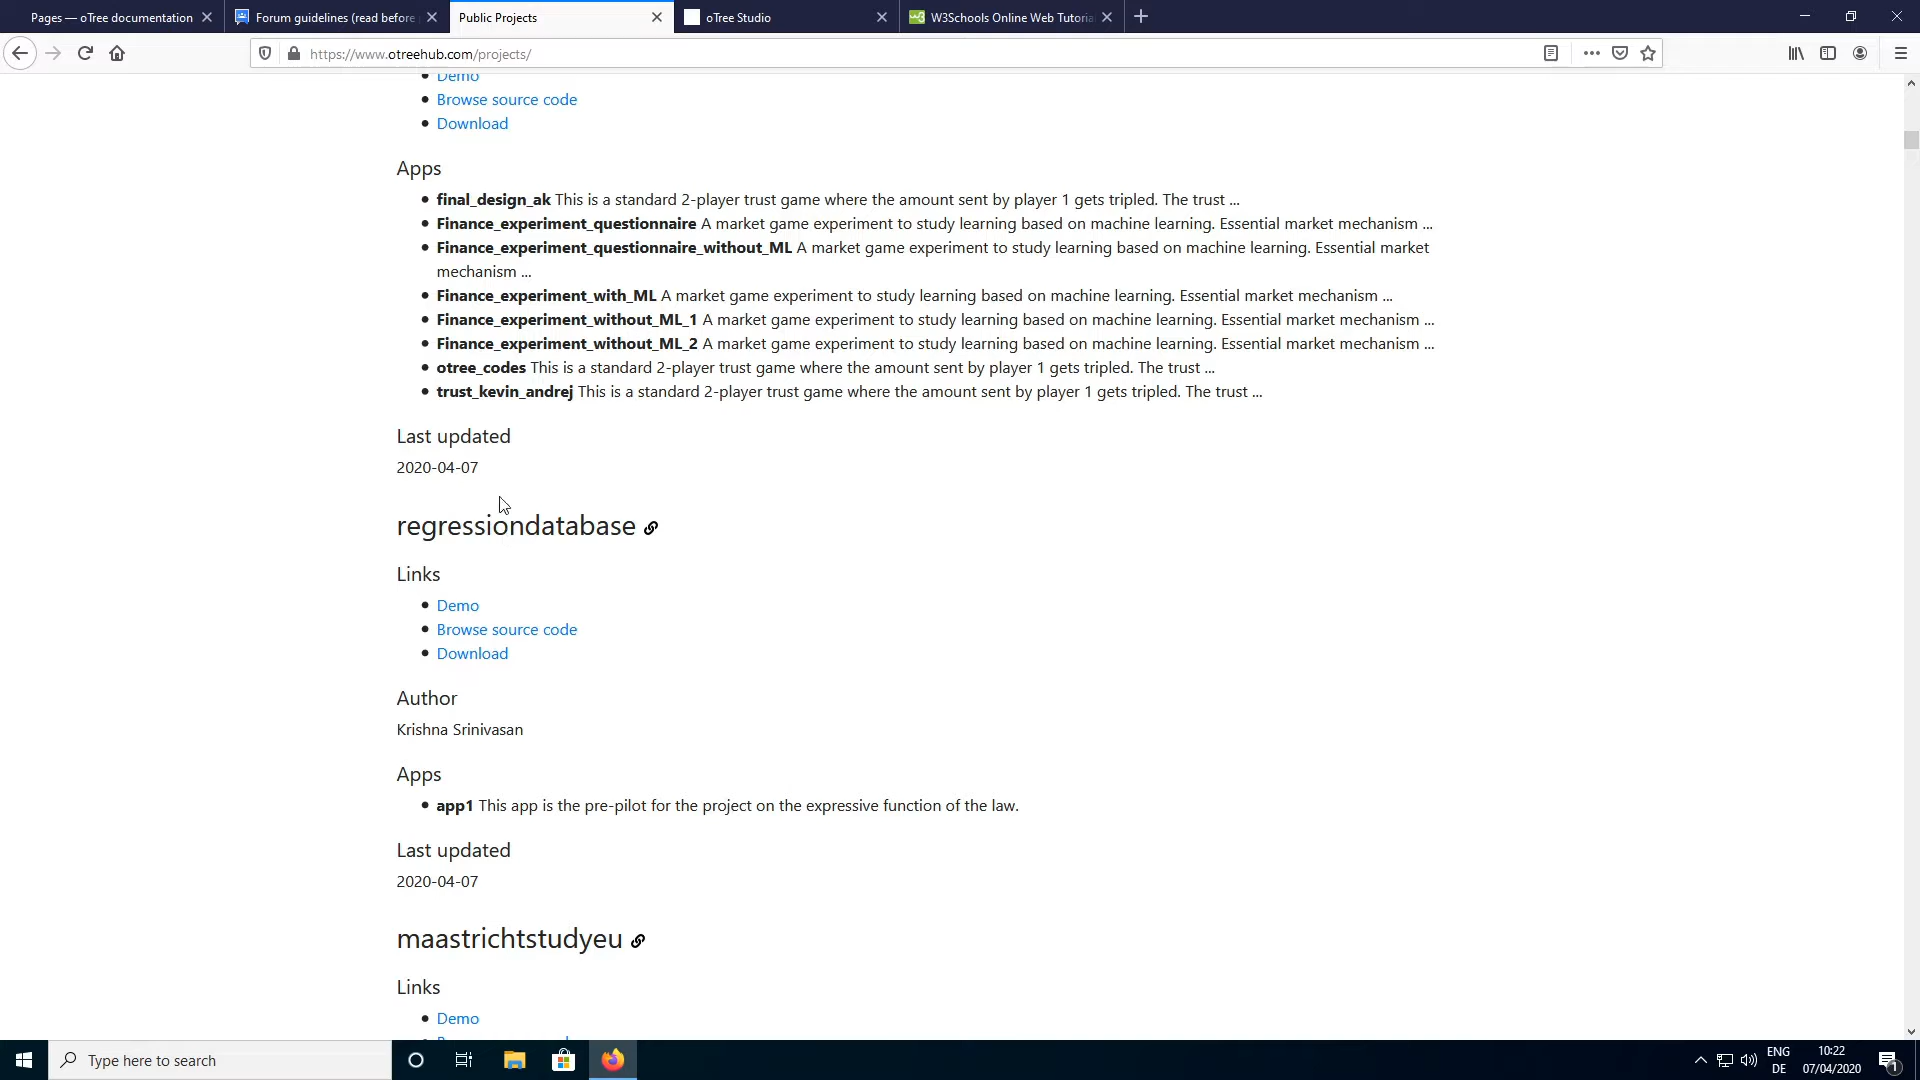 Pages — oTree documentation
Forum guidelines (read before
Public Projects
oTree Studio
W3Schools Online Web Tutoria
https://www.otreehub.com/projects/
Demo
Browse source code
Download
Apps
final_design_ak This is a standard 2-player trust game where the amount sent by player 1 gets tripled. The trust ...
Finance_experiment_questionnaire A market game experiment to study learning based on machine learning. Essential market mechanism ...
Finance_experiment_questionnaire_without_ML A market game experiment to study learning based on machine learning. Essential market
mechanism ...
Finance_experiment_with_ML A market game experiment to study learning based on machine learning. Essential market mechanism ...
Finance_experiment_without_ML_1 A market game experiment to study learning based on machine learning. Essential market mechanism ...
Finance_experiment_without_ML_2 A market game experiment to study learning based on machine learning. Essential market mechanism ...
otree_codes This is a standard 2-player trust game where the amount sent by player 1 gets tripled. The trust ...
trust_kevin_andrej This is a standard 2-player trust game where the amount sent by player 1 gets tripled. The trust ...
Last updated
2020-04-07
regressiondatabase
Links
Demo
Browse source code
Download
Author
Krishna Srinivasan
Apps
app1 This app is the pre-pilot for the project on the expressive function of the law.
Last updated
2020-04-07
maastrichtstudyeu
Links
Demo
Type here to search
ENG
DE
10:22
07/04/2020
1